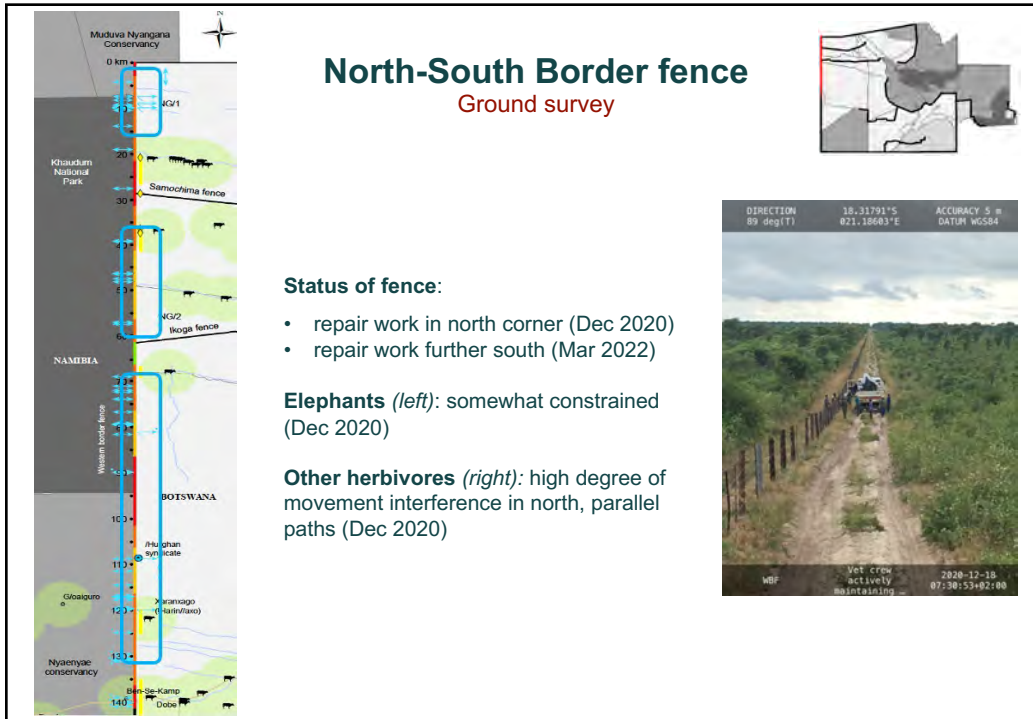 North-South Border fence
Ground survey
Muduva Nyangana
Conservancy
0 km
NG/1
10
20
Khaudum
National
Park
Samochima fence
30
40
50
NG/2
Ikoga fence
60
NAMIBIA
70
Western border fence
BOTSWANA
100
syndicate
110
G/oaiguro
120
130
Nyaenyae
conservancy
Ben-Se-Kamp
Dobe
140
Status of fence:
• repair work in north corner (Dec 2020)
• repair work further south (Mar 2022)
Elephants (left): somewhat constrained
(Dec 2020)
Other herbivores (right): high degree of
movement interference in north, parallel
paths (Dec 2020)
DIRECTION 18.31791°S ACCURACY 5 m
89 deg(T) 021.18603°E DATUM WGS84
WBF
Vet crew
actively
maintaining …
2020-12-18
07:30:53+02:00